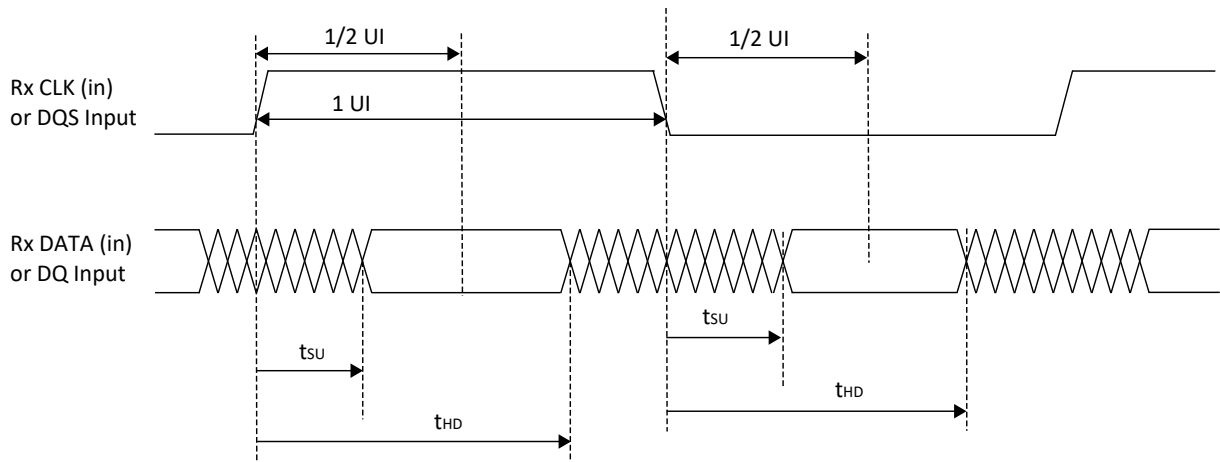 1/2 UI
1/2 UI
Rx CLK (in)
or DQS Input
1 UI
Rx DATA (in)
or DQ Input
tSU
tSU
tHD
tHD